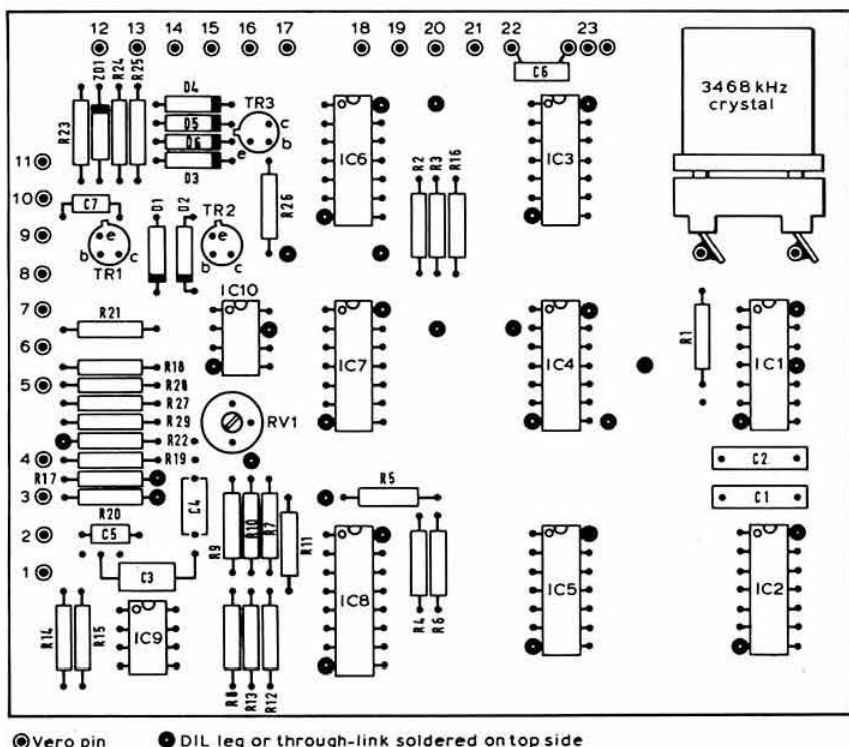 12 13 14 15 16 17 18 19 20 21 22 23
ZD1 R24 R25
C6
R23
D4
TR3
D5
c
D6
b
D3
e
IC6
IC3
3468 kHz
crystal
11
R2 R3 R16
R26
10
C7
D1 D2
TR2
9
e
b c
TR1
e
b c
8
IC10
7
R21
R1
6
R18
IC7
IC4
IC1
5
R28
R27
R29
RV1
R22
4
R19
C2
R17
R5
3
C4
C1
R20
2
C5
R9 R10 R7 R11
1
C3
IC8
IC5
IC2
R14 R15
IC9
R4 R6
R8 R13 R12
Vero pin
DIL leg or through-link soldered on top side